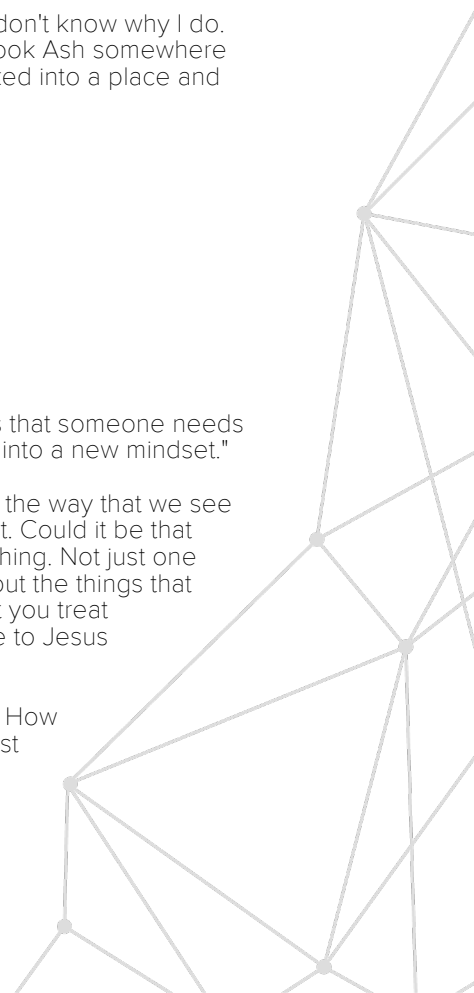 don't know why I do.
ook Ash somewhere
ted into a place and
s that someone needs
into a new mindset."
the way that we see
t. Could it be that
hing. Not just one
out the things that
t you treat
e to Jesus
How
st